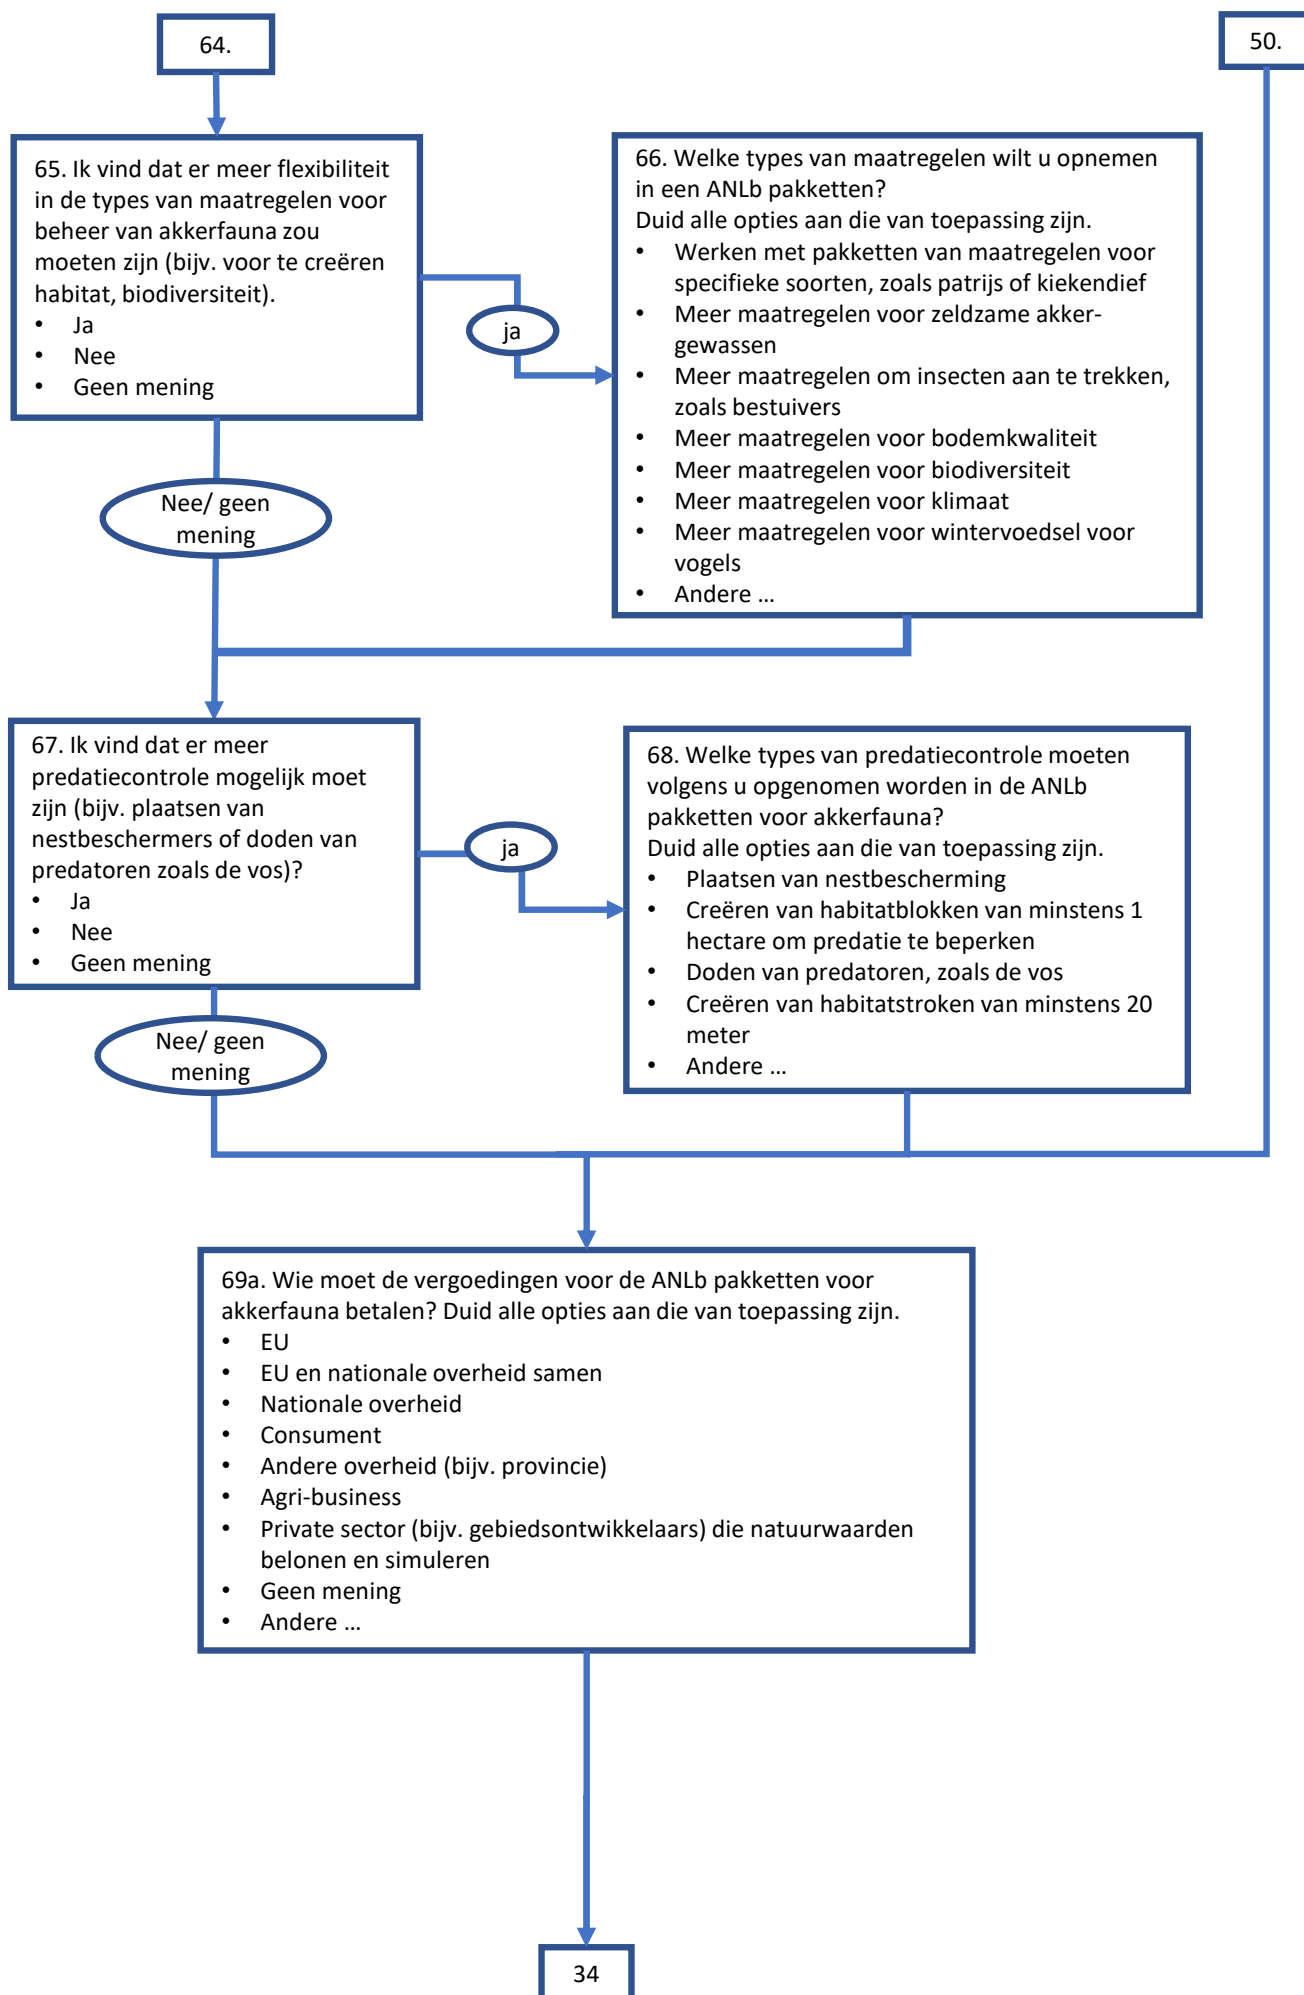 64.
50.
65. Ik vind dat er meer flexibiliteit
in de types van maatregelen voor
beheer van akkerfauna zou
moeten zijn (bijv. voor te creëren
habitat, biodiversiteit).
• Ja
• Nee
• Geen mening
ja
66. Welke types van maatregelen wilt u opnemen
in een ANLb pakketten?
Duid alle opties aan die van toepassing zijn.
• Werken met pakketten van maatregelen voor
specifieke soorten, zoals patrijs of kiekendief
• Meer maatregelen voor zeldzame akker-
gewassen
• Meer maatregelen om insecten aan te trekken,
zoals bestuivers
• Meer maatregelen voor bodemkwaliteit
• Meer maatregelen voor biodiversiteit
• Meer maatregelen voor klimaat
• Meer maatregelen voor wintervoedsel voor
vogels
• Andere …
Nee/ geen
mening
67. Ik vind dat er meer
predatiecontrole mogelijk moet
zijn (bijv. plaatsen van
nestbeschermers of doden van
predatoren zoals de vos)?
• Ja
• Nee
• Geen mening
ja
68. Welke types van predatiecontrole moeten
volgens u opgenomen worden in de ANLb
pakketten voor akkerfauna?
Duid alle opties aan die van toepassing zijn.
• Plaatsen van nestbescherming
• Creëren van habitatblokken van minstens 1
hectare om predatie te beperken
• Doden van predatoren, zoals de vos
• Creëren van habitatstroken van minstens 20
meter
• Andere …
Nee/ geen
mening
69a. Wie moet de vergoedingen voor de ANLb pakketten voor
akkerfauna betalen? Duid alle opties aan die van toepassing zijn.
• EU
• EU en nationale overheid samen
• Nationale overheid
• Consument
• Andere overheid (bijv. provincie)
• Agri-business
• Private sector (bijv. gebiedsontwikkelaars) die natuurwaarden
belonen en simuleren
• Geen mening
• Andere …
34